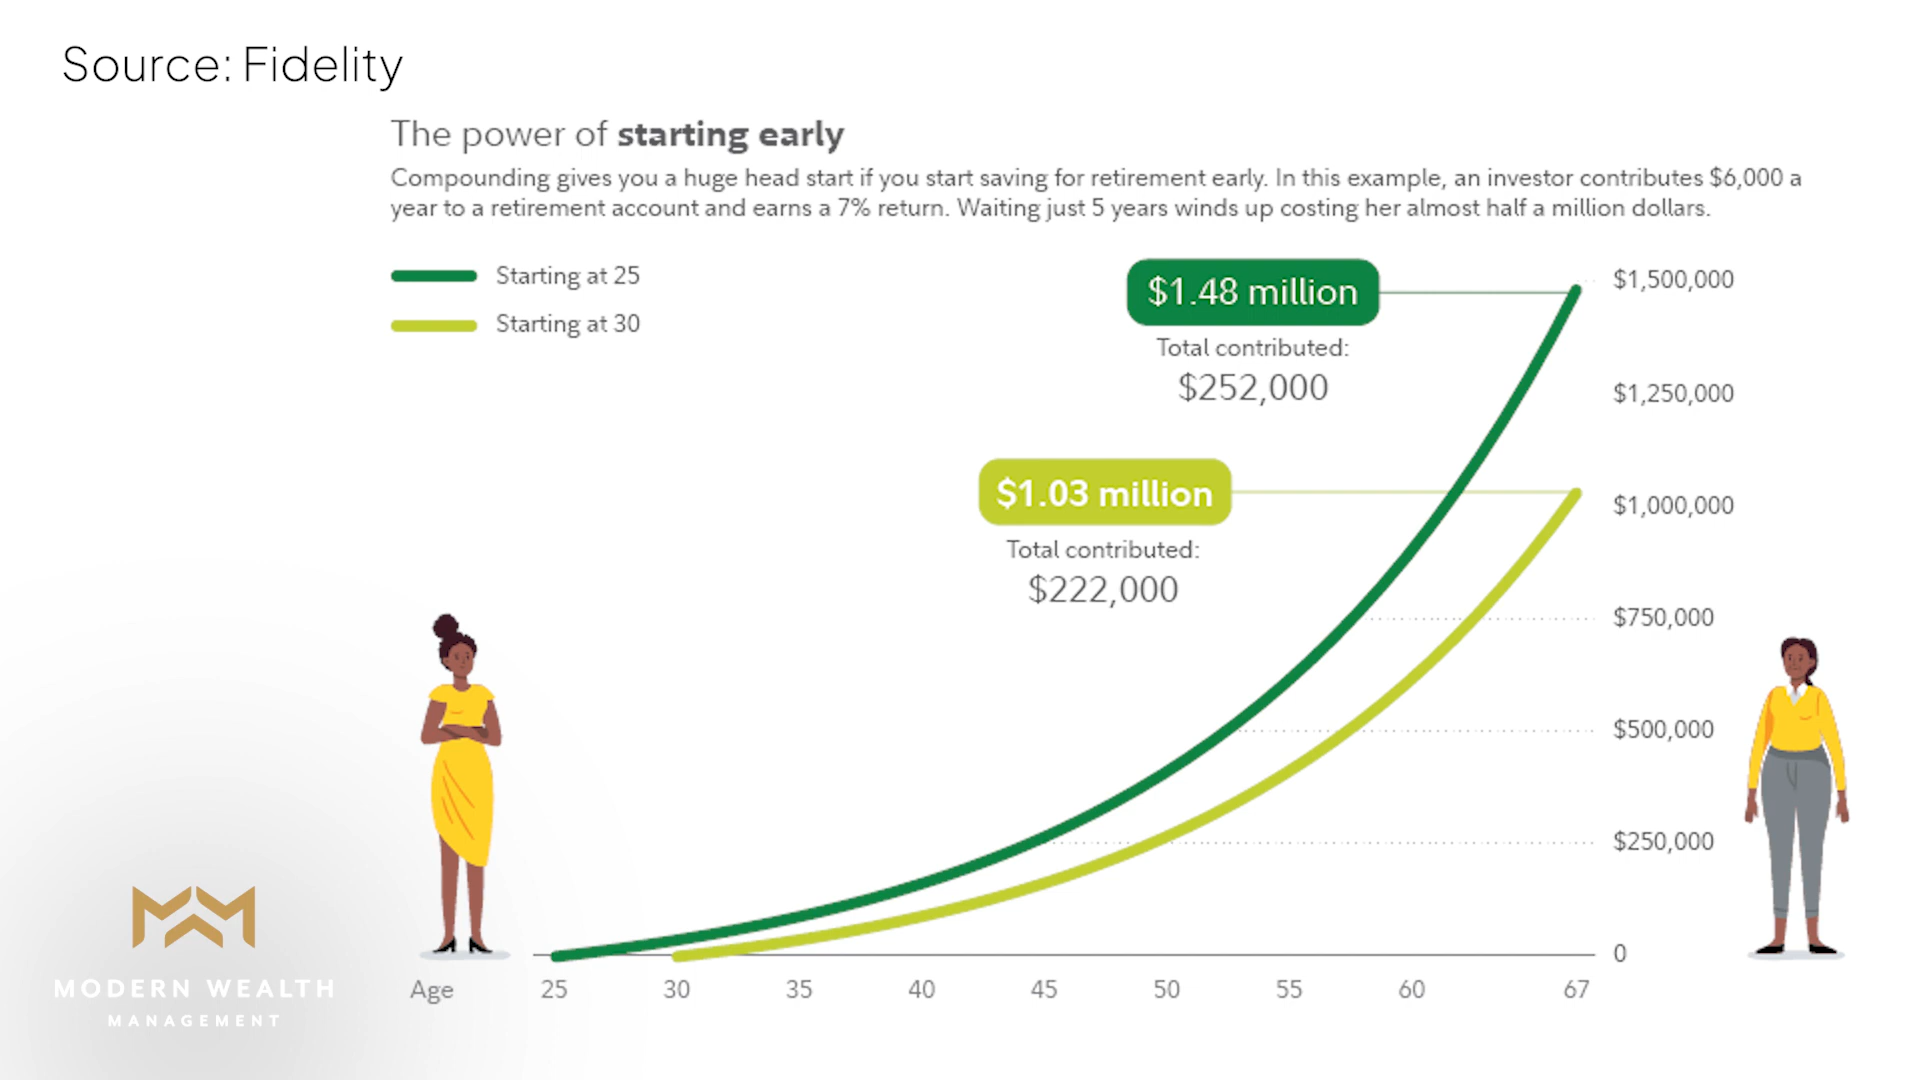 Source: Fidelity
The power of starting early
Compounding gives you a huge head start if you start saving for retirement early. In this example, an investor contributes $6,000 a
year to a retirement account and earns a 7% return. Waiting just 5 years winds up costing her almost half a million dollars.
Starting at 25
Starting at 30
$1.48 million
Total contributed:
$252,000
$1.03 million
Total contributed:
$222,000
$1,500,000
$1,250,000
$1,000,000
$750,000
$500,000
$250,000
0
Age 25 30 35 40 45 50 55 60 67
MODERN WEALTH
MANAGEMENT